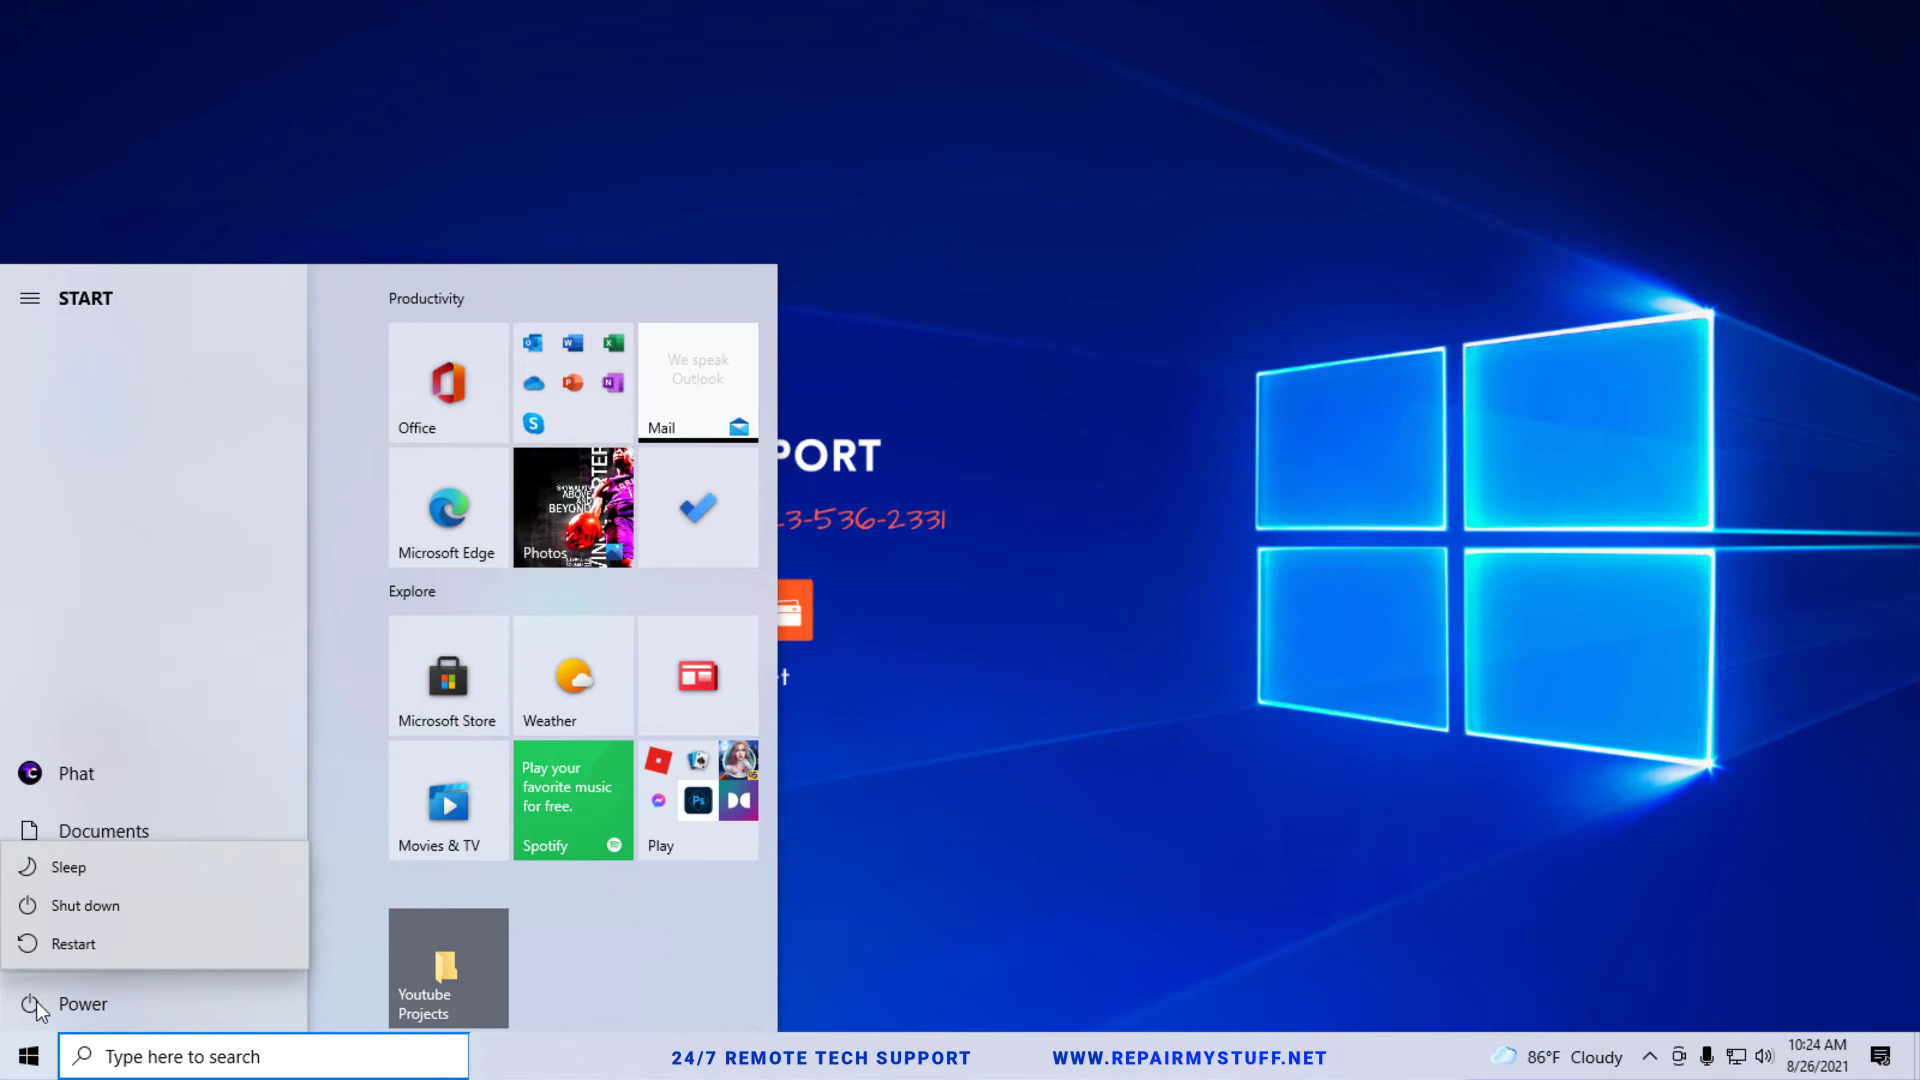 START
Productivity
Office
We speak
Outlook
Mail
Microsoft Edge
ABOVE
AND
BEYOND
Photos
Explore
Microsoft Store
Weather
Movies & TV
Play your
favorite music
for free.
Spotify
Ps
Play
Youtube
Projects
Phat
Documents
Sleep
Shut down
Restart
Power
PORT
3-536-2331
et
Type here to search
24/7 REMOTE TECH SUPPORT
WWW.REPAIRMYSTUFF.NET
86°F Cloudy
10:24 AM
8/26/2021